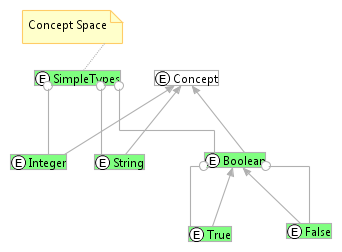 Concept Space
E SimpleTypes
E Concept
E Integer
E String
E Boolean
E True
E False